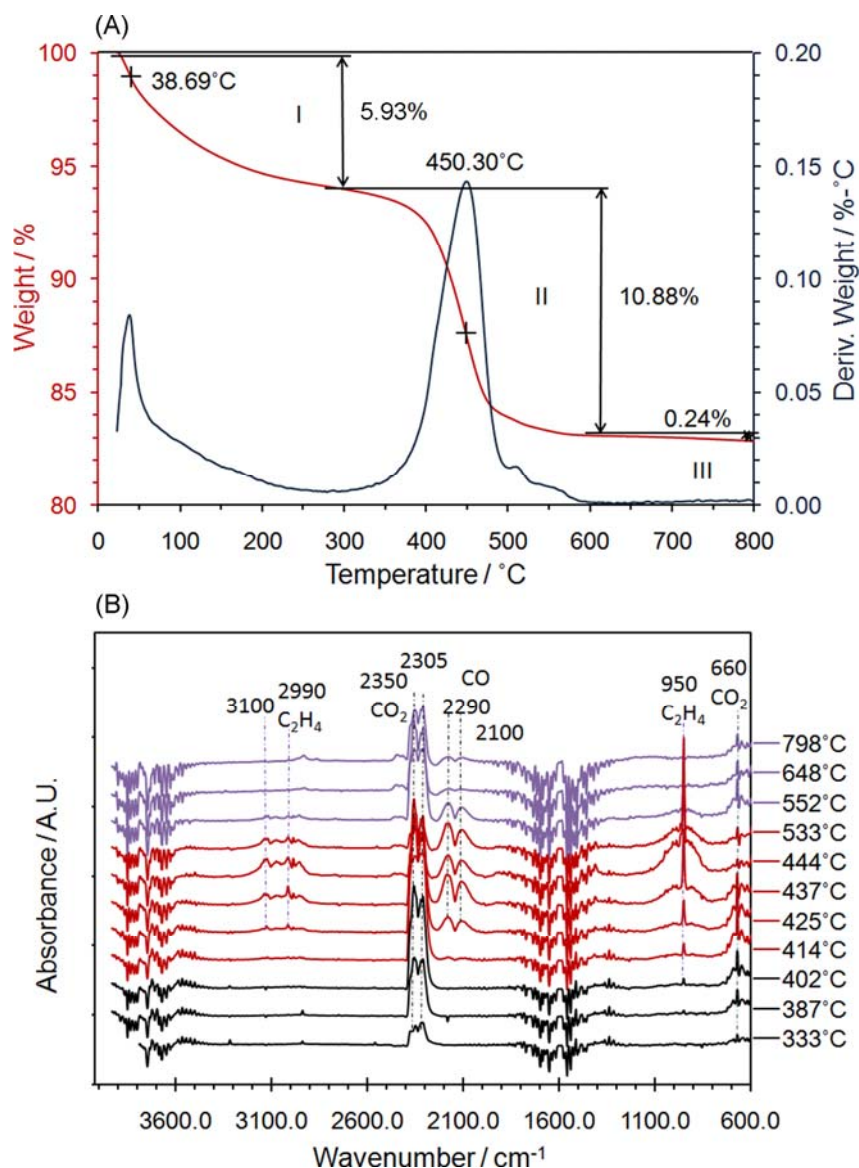 (A)
100
95
90
85
80
Weight / %
0.20
0.15
0.10
0.05
0.00
Deriv. Weight / %-˚C
38.69˚C
I
5.93%
450.30˚C
II
10.88%
0.24%
III
0 100 200 300 400 500 600 700 800
Temperature / ˚C
(B)
2305
2350 CO 660
3100 2990 CO₂ 2290 950 CO₂
C₂H₄ 2100 C₂H₄
798°C
648°C
552°C
533°C
444°C
437°C
425°C
414°C
402°C
387°C
333°C
Absorbance / A.U.
3600.0 3100.0 2600.0 2100.0 1600.0 1100.0 600.0
Wavenumber / cm⁻¹